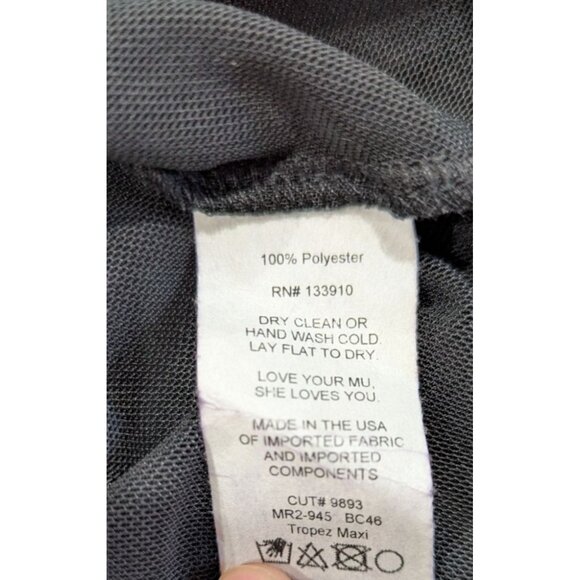 100% Polyester
RN# 133910
DRY CLEAN OR
HAND WASH COLD.
LAY FLAT TO DRY.
LOVE YOUR MU,
SHE LOVES YOU.
MADE IN THE USA
OF IMPORTED FABRIC
AND IMPORTED
COMPONENTS
CUT# 9893
MR2-945 BC46
Tropez Maxi